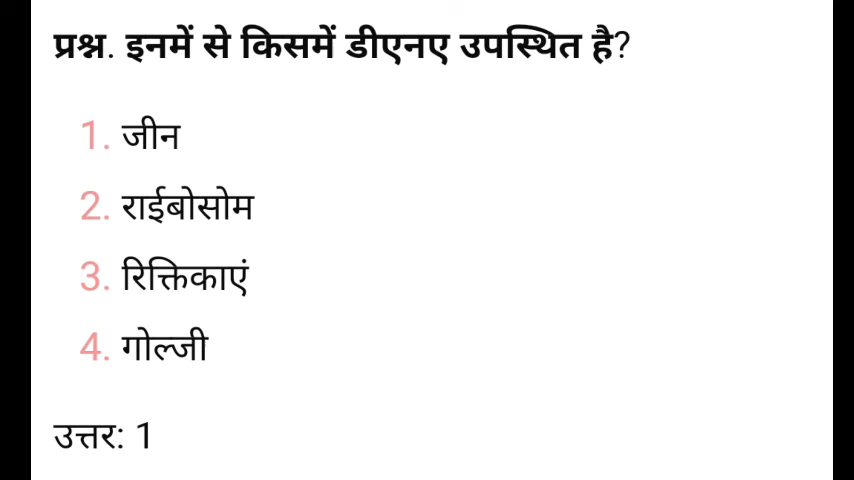 प्रश्न. इनमें से किसमें डीएनए उपस्थित है?
1. जीन
2. राईबोसोम
3. रिक्तिकाएं
4. गोल्जी
उत्तर: 1